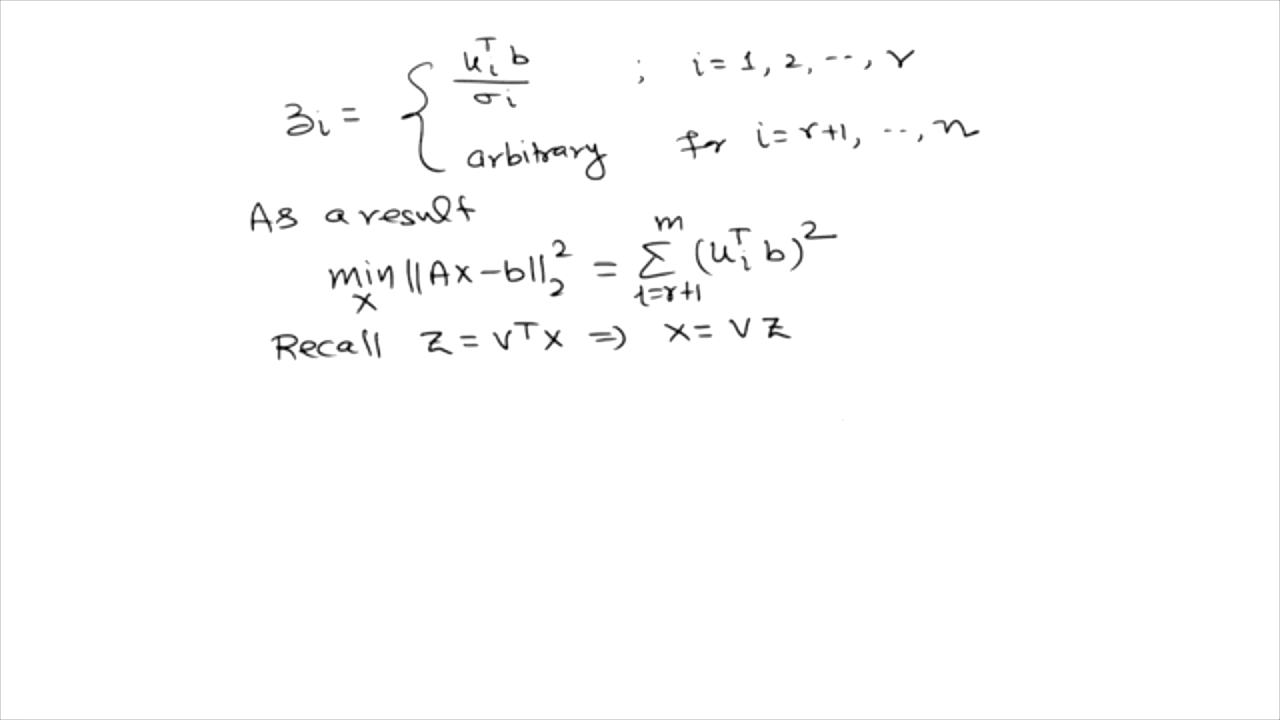 z_i = { u_i^T b / σ_i ; i = 1, 2, ..., r
arbitrary for i = r+1, ..., n
As a result
min_x ||Ax - b||_2^2 = Σ_{i=r+1}^m (u_i^T b)^2
Recall z = V^T x => x = V z